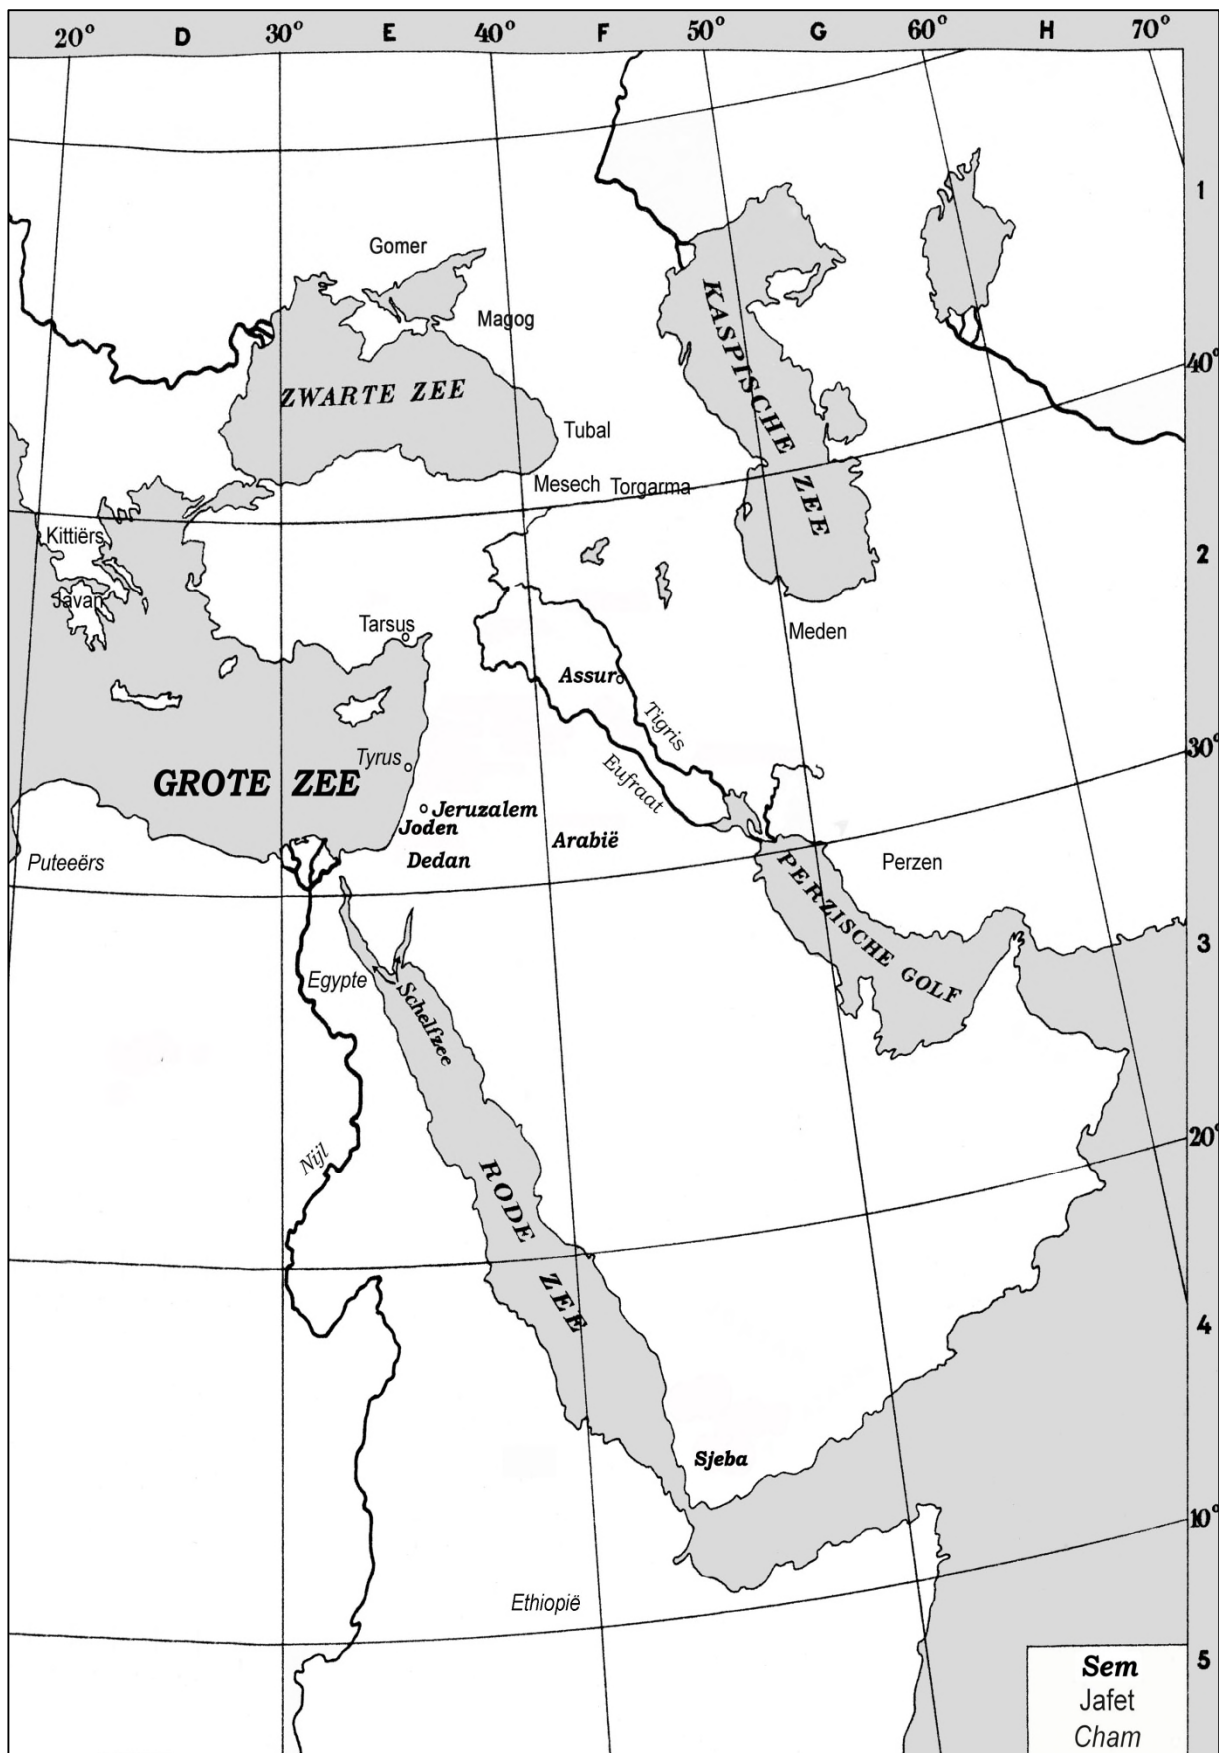 20° D 30° E 40° F 50° G 60° H 70°
1
Gomer
Magog
KASPISCHE ZEE
ZWARTE ZEE
40°
Tubal
Mesech Torgarma
Kittiërs
2
Javan
Tarsus
Meden
Assur
Tigris
Eufraat
30°
Tyrus
GROTE ZEE
Jeruzalem
Joden
Arabië
Dedan
Puteeërs
Perzen
PERZISCHE GOLF
3
Egypte
Schelfzee
20°
Nijl
RODE ZEE
4
Sjeba
10°
Ethiopië
5
Sem
Jafet
Cham